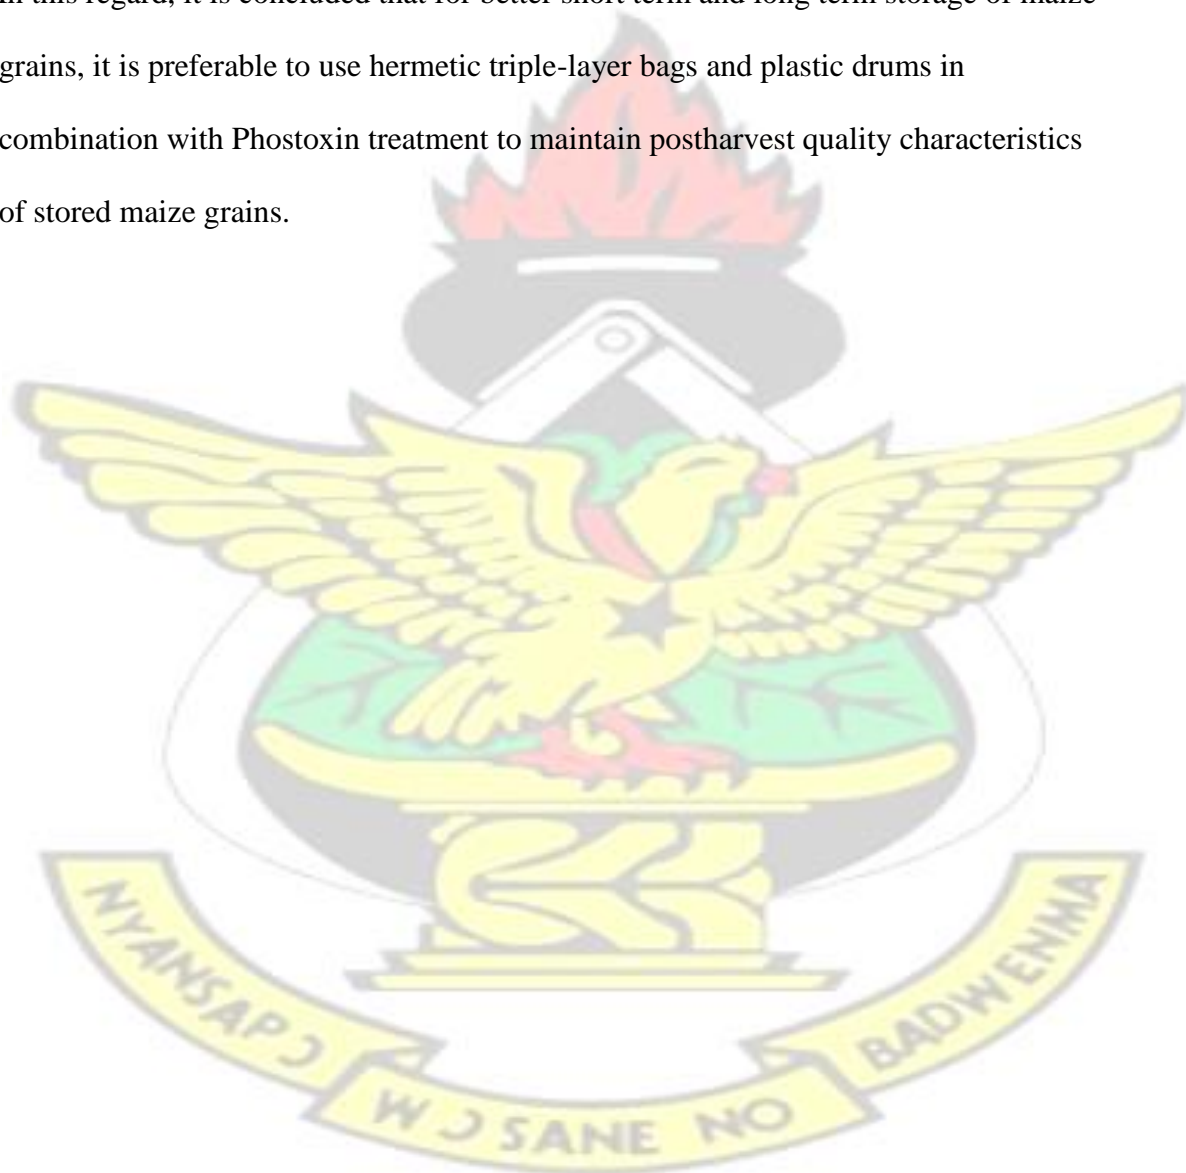 In this regard, it is concluded that for better short term and long term storage of maize
grains, it is preferable to use hermetic triple-layer bags and plastic drums in
combination with Phostoxin treatment to maintain postharvest quality characteristics
of stored maize grains.
NYANSAPƆ
WƆSANE NO
BADWENMA